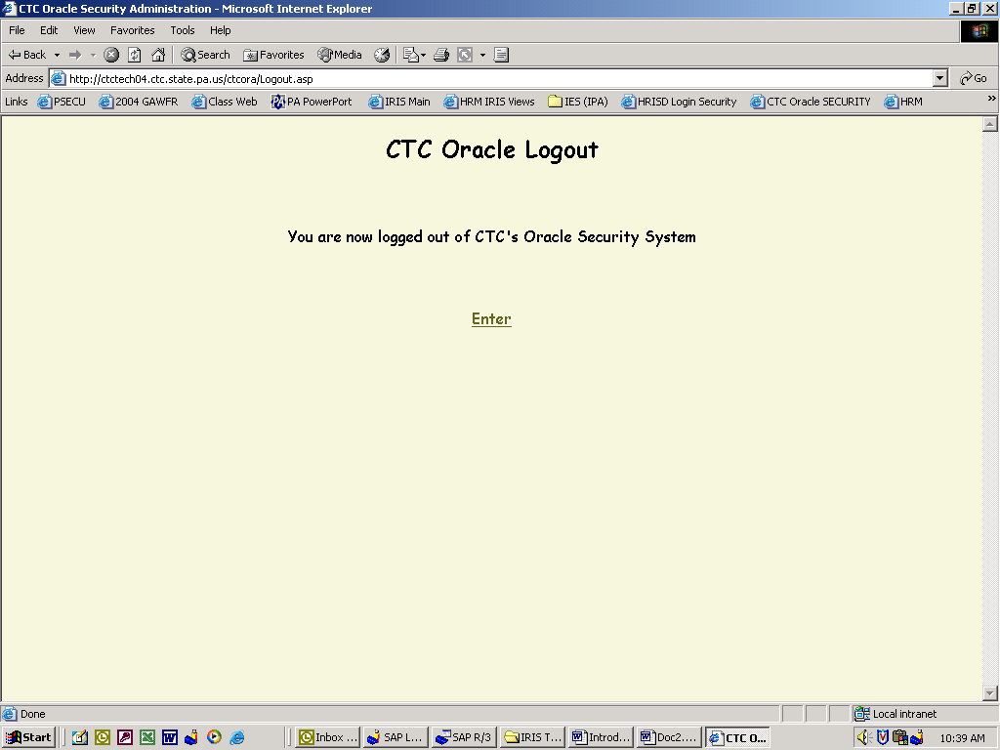 CTC Oracle Security Administration - Microsoft Internet Explorer
File Edit View Favorites Tools Help
Back Search Favorites Media
Address http://ctctech04.ctc.state.pa.us/ctcora/Logout.asp Go
Links PSECU 2004 GAWFR Class Web PA PowerPort IRIS Main HRM IRIS Views IES (IPA) HRISD Login Security CTC Oracle SECURITY HRM »
CTC Oracle Logout
You are now logged out of CTC's Oracle Security System
Enter
Done Local intranet
Start Inbox ... SAP L... SAP R/3 IRIS T... Introd... Doc2.... CTC O... 10:39 AM